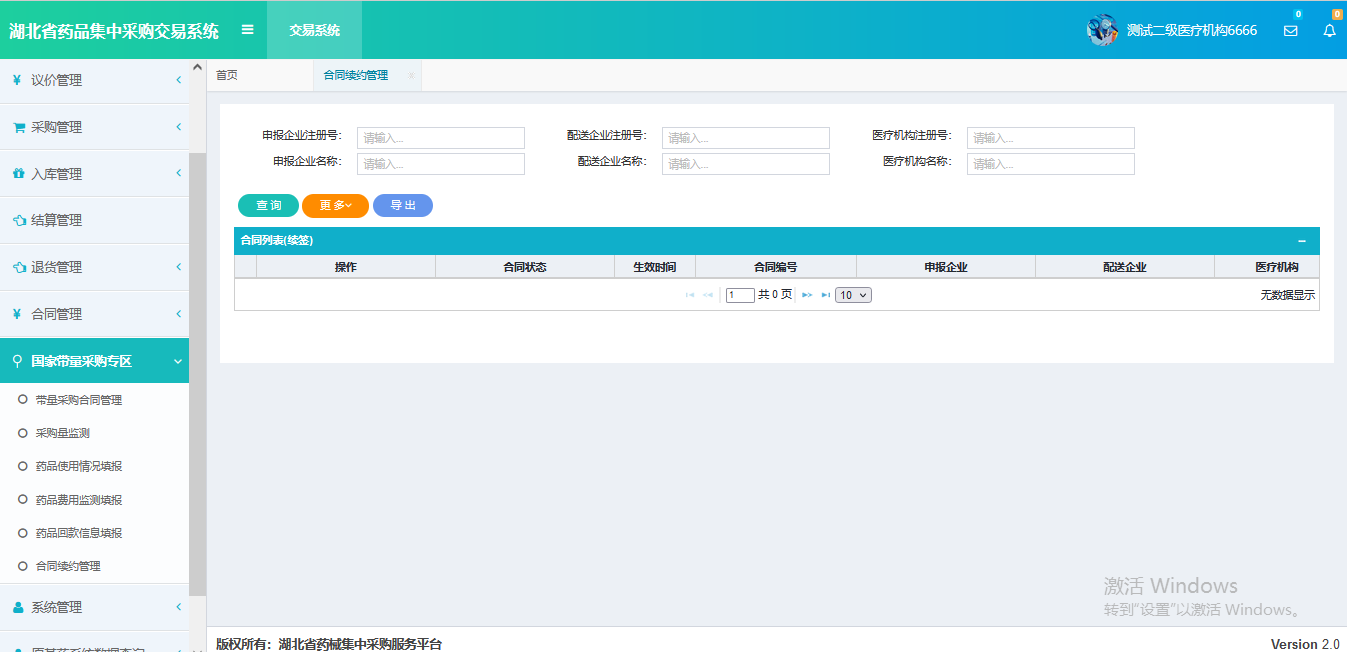 湖北省药品集中采购交易系统
交易系统
测试二级医疗机构6666
0
0
议价管理
采购管理
入库管理
结算管理
退货管理
合同管理
国家带量采购专区
带量采购合同管理
采购量监测
药品使用情况填报
药品费用监测填报
药品回款信息填报
合同续约管理
系统管理
首页
合同续约管理
申报企业注册号： 请输入... 配送企业注册号： 请输入... 医疗机构注册号： 请输入...
申报企业名称： 请输入... 配送企业名称： 请输入... 医疗机构名称： 请输入...
查 询 更 多 导 出
合同列表(续签)
操作 合同状态 生效时间 合同编号 申报企业 配送企业 医疗机构
1 共 0 页 10 无数据显示
激活 Windows
转到"设置"以激活 Windows。
版权所有：湖北省药械集中采购服务平台
Version 2.0